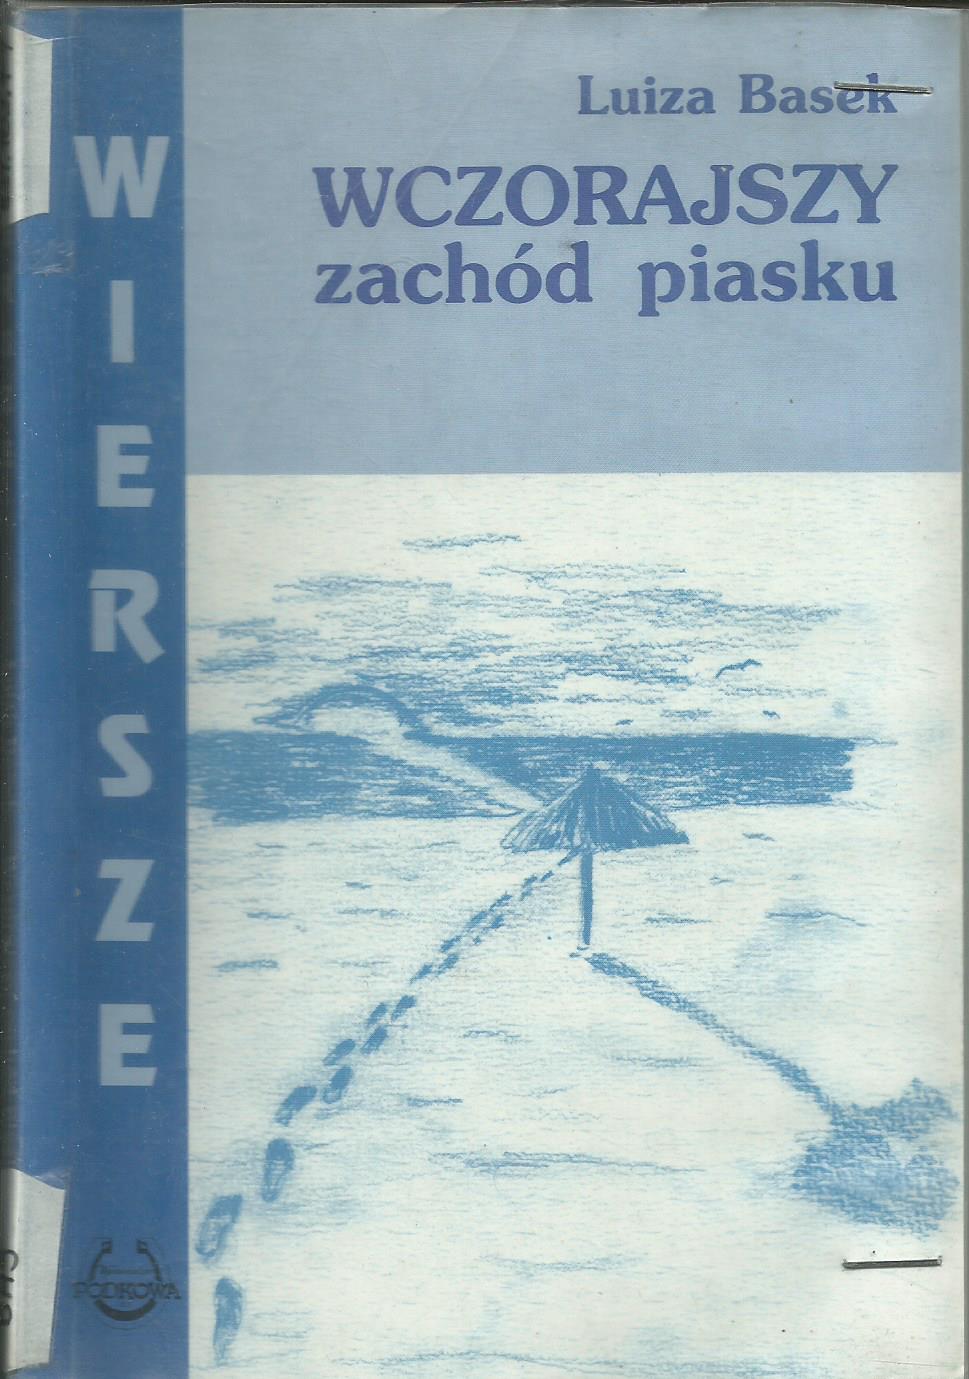 Luiza Basek
WCZORAJSZY
zachód piasku
WIERSZE
PODKOWA